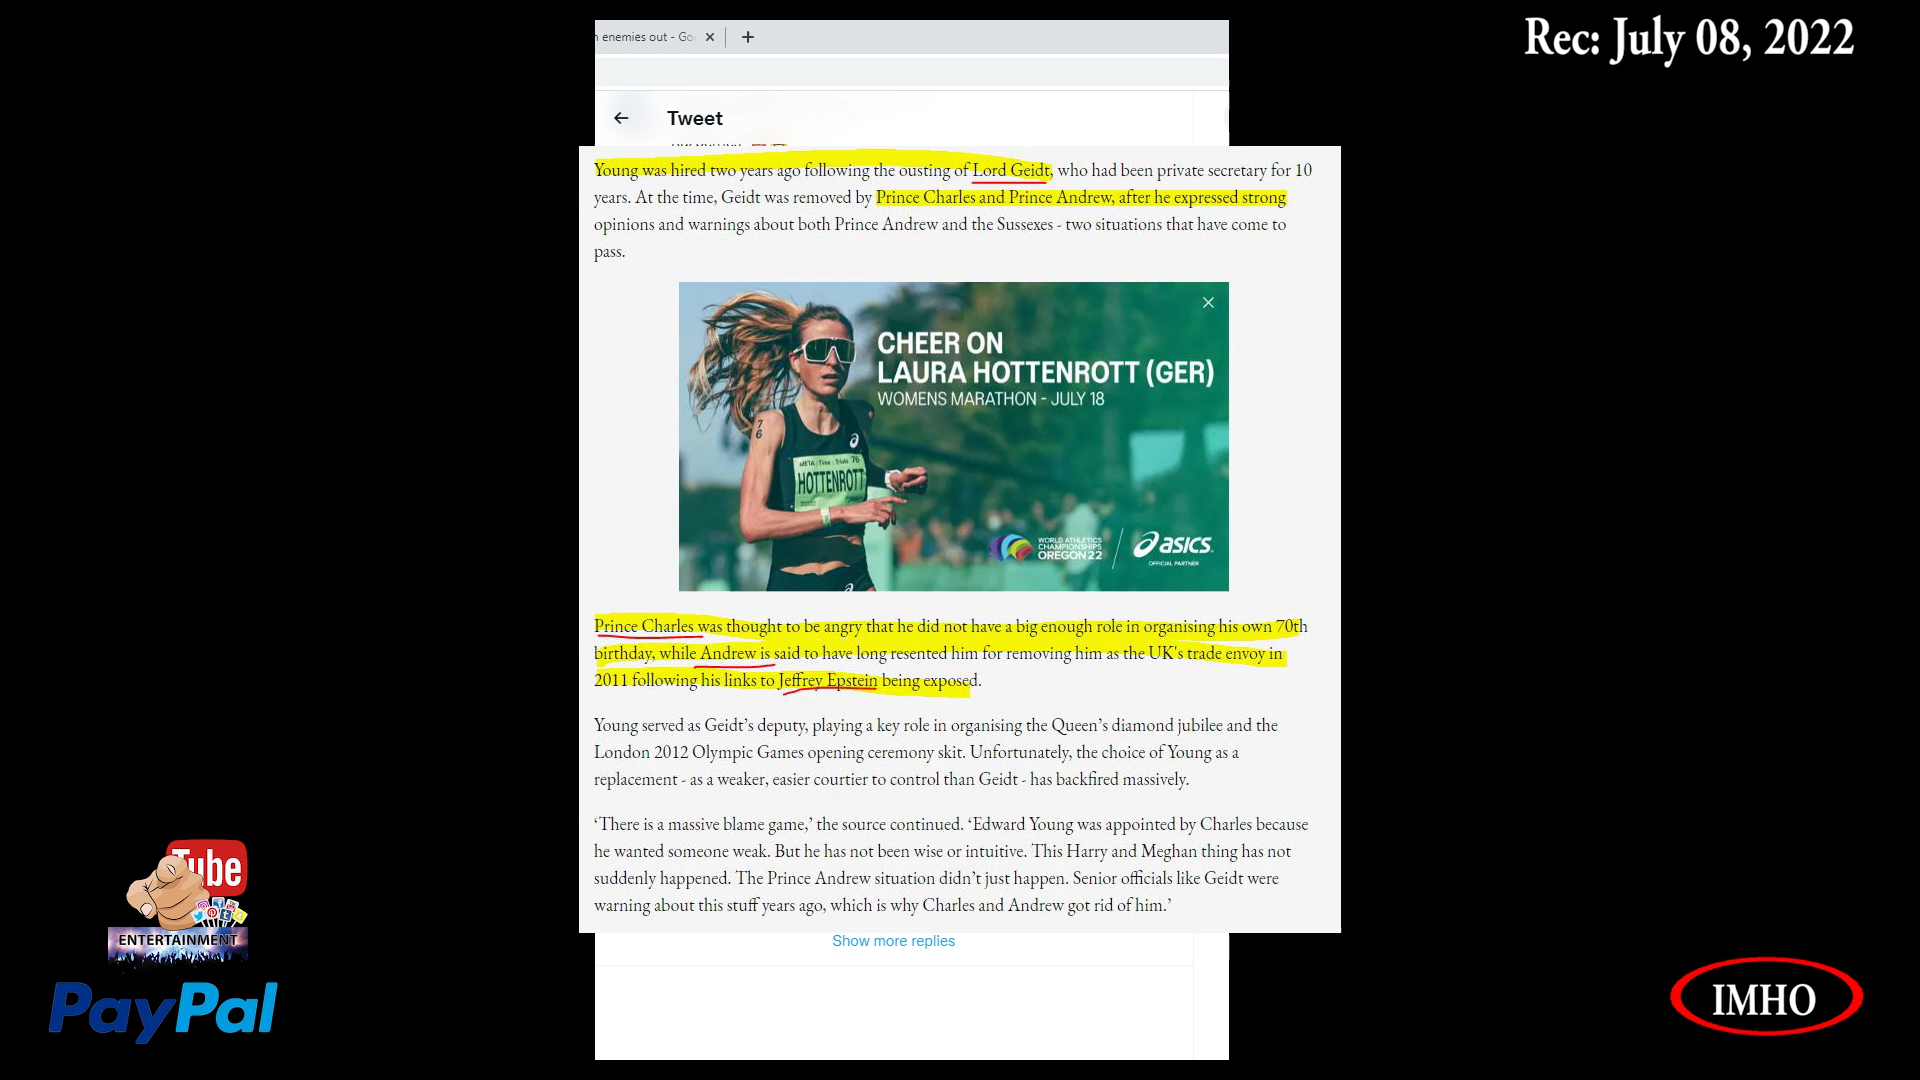 Rec: July 08, 2022
enemies out - Go
Tweet
Young was hired two years ago following the ousting of Lord Geidt, who had been private secretary for 10
years. At the time, Geidt was removed by Prince Charles and Prince Andrew, after he expressed strong
opinions and warnings about both Prince Andrew and the Sussexes - two situations that have come to
pass.
CHEER ON
LAURA HOTTENROTT (GER)
WOMENS MARATHON - JULY 18
76
META : Time : Trials 76
HOTTENROTT
WORLD ATHLETICS
CHAMPIONSHIPS
OREGON22
asics
OFFICIAL PARTNER
Prince Charles was thought to be angry that he did not have a big enough role in organising his own 70th
birthday, while Andrew is said to have long resented him for removing him as the UK's trade envoy in
2011 following his links to Jeffrey Epstein being exposed.
Young served as Geidt’s deputy, playing a key role in organising the Queen’s diamond jubilee and the
London 2012 Olympic Games opening ceremony skit. Unfortunately, the choice of Young as a
replacement - as a weaker, easier courtier to control than Geidt - has backfired massively.
‘There is a massive blame game,’ the source continued. ‘Edward Young was appointed by Charles because
he wanted someone weak. But he has not been wise or intuitive. This Harry and Meghan thing has not
suddenly happened. The Prince Andrew situation didn’t just happen. Senior officials like Geidt were
warning about this stuff years ago, which is why Charles and Andrew got rid of him.’
Show more replies
Tube
ENTERTAINMENT
PayPal
IMHO